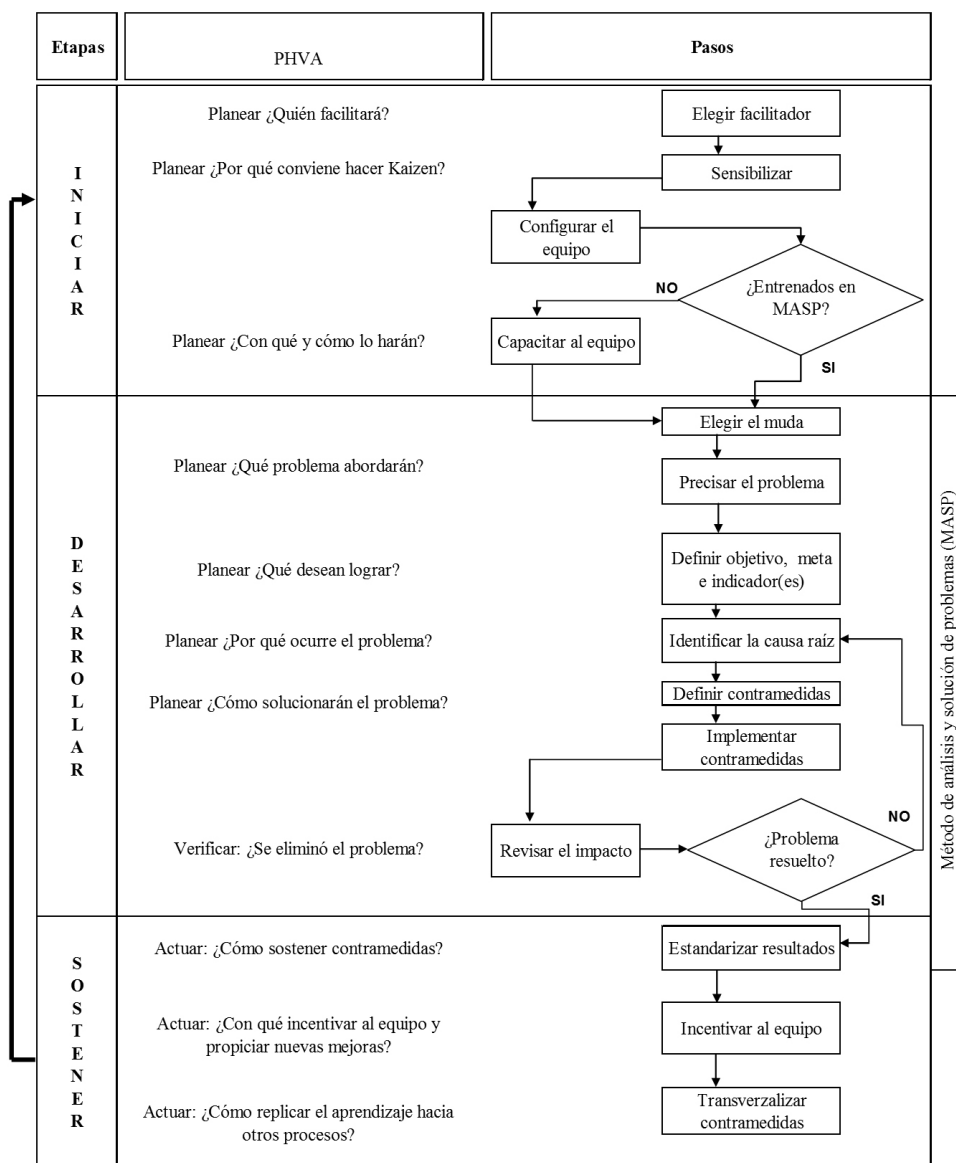 Etapas
PHVA
Pasos
INICIAR
Planear ¿Quién facilitará?
Elegir facilitador
Planear ¿Por qué conviene hacer Kaizen?
Sensibilizar
Configurar el
equipo
¿Entrenados en
MASP?
NO
SI
Planear ¿Con qué y cómo lo harán?
Capacitar al equipo
DESARROLLAR
Elegir el muda
Planear ¿Qué problema abordarán?
Precisar el problema
Planear ¿Qué desean lograr?
Definir objetivo, meta
e indicador(es)
Planear ¿Por qué ocurre el problema?
Identificar la causa raíz
Planear ¿Cómo solucionarán el problema?
Definir contramedidas
Implementar
contramedidas
Verificar: ¿Se eliminó el problema?
Revisar el impacto
¿Problema
resuelto?
NO
SI
Método de análisis y solución de problemas (MASP)
SOSTENER
Actuar: ¿Cómo sostener contramedidas?
Estandarizar resultados
Actuar: ¿Con qué incentivar al equipo y
propiciar nuevas mejoras?
Incentivar al equipo
Actuar: ¿Cómo replicar el aprendizaje hacia
otros procesos?
Transverzalizar
contramedidas